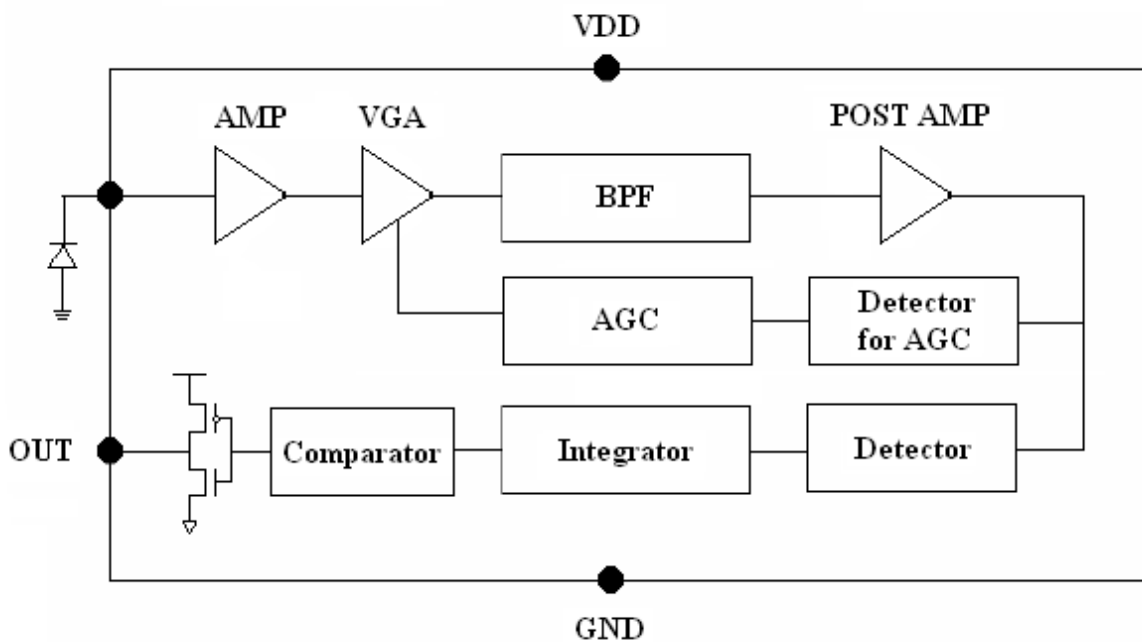 VDD
AMP
VGA
POST AMP
BPF
AGC
Detector
for AGC
OUT
Comparator
Integrator
Detector
GND